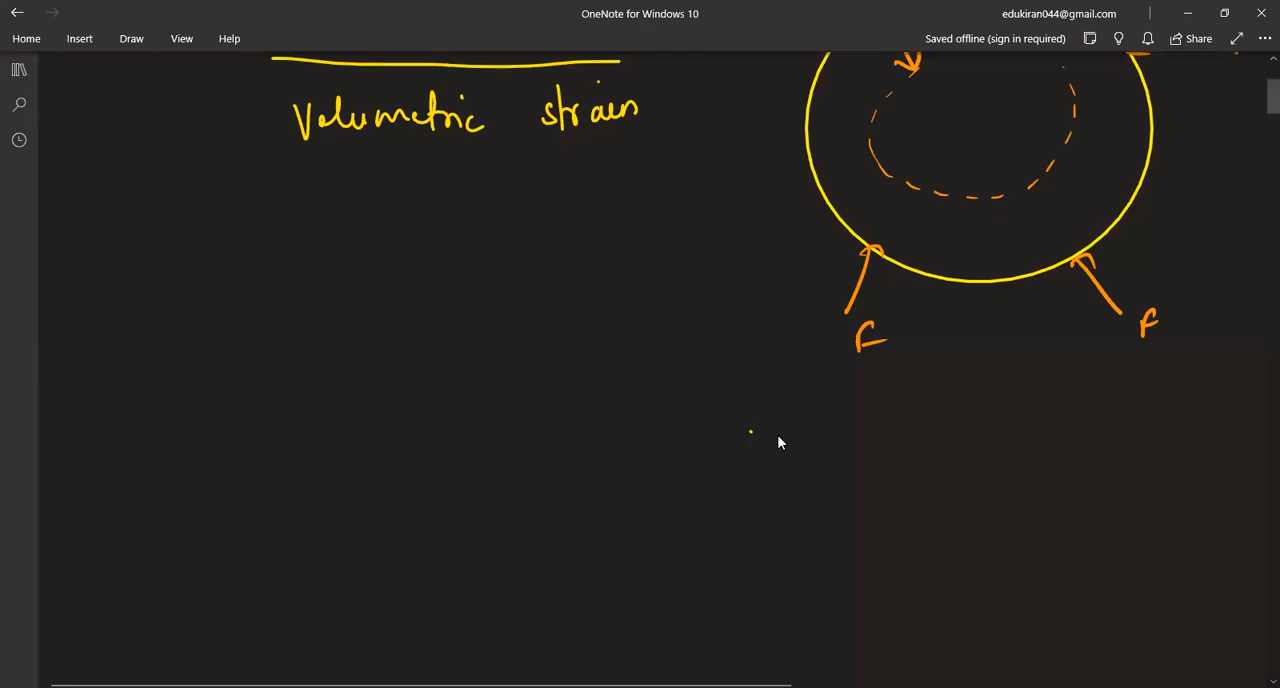 OneNote for Windows 10
edukiran044@gmail.com
Home Insert Draw View Help
Saved offline (sign in required)
Share
Volumetric strain
F
F